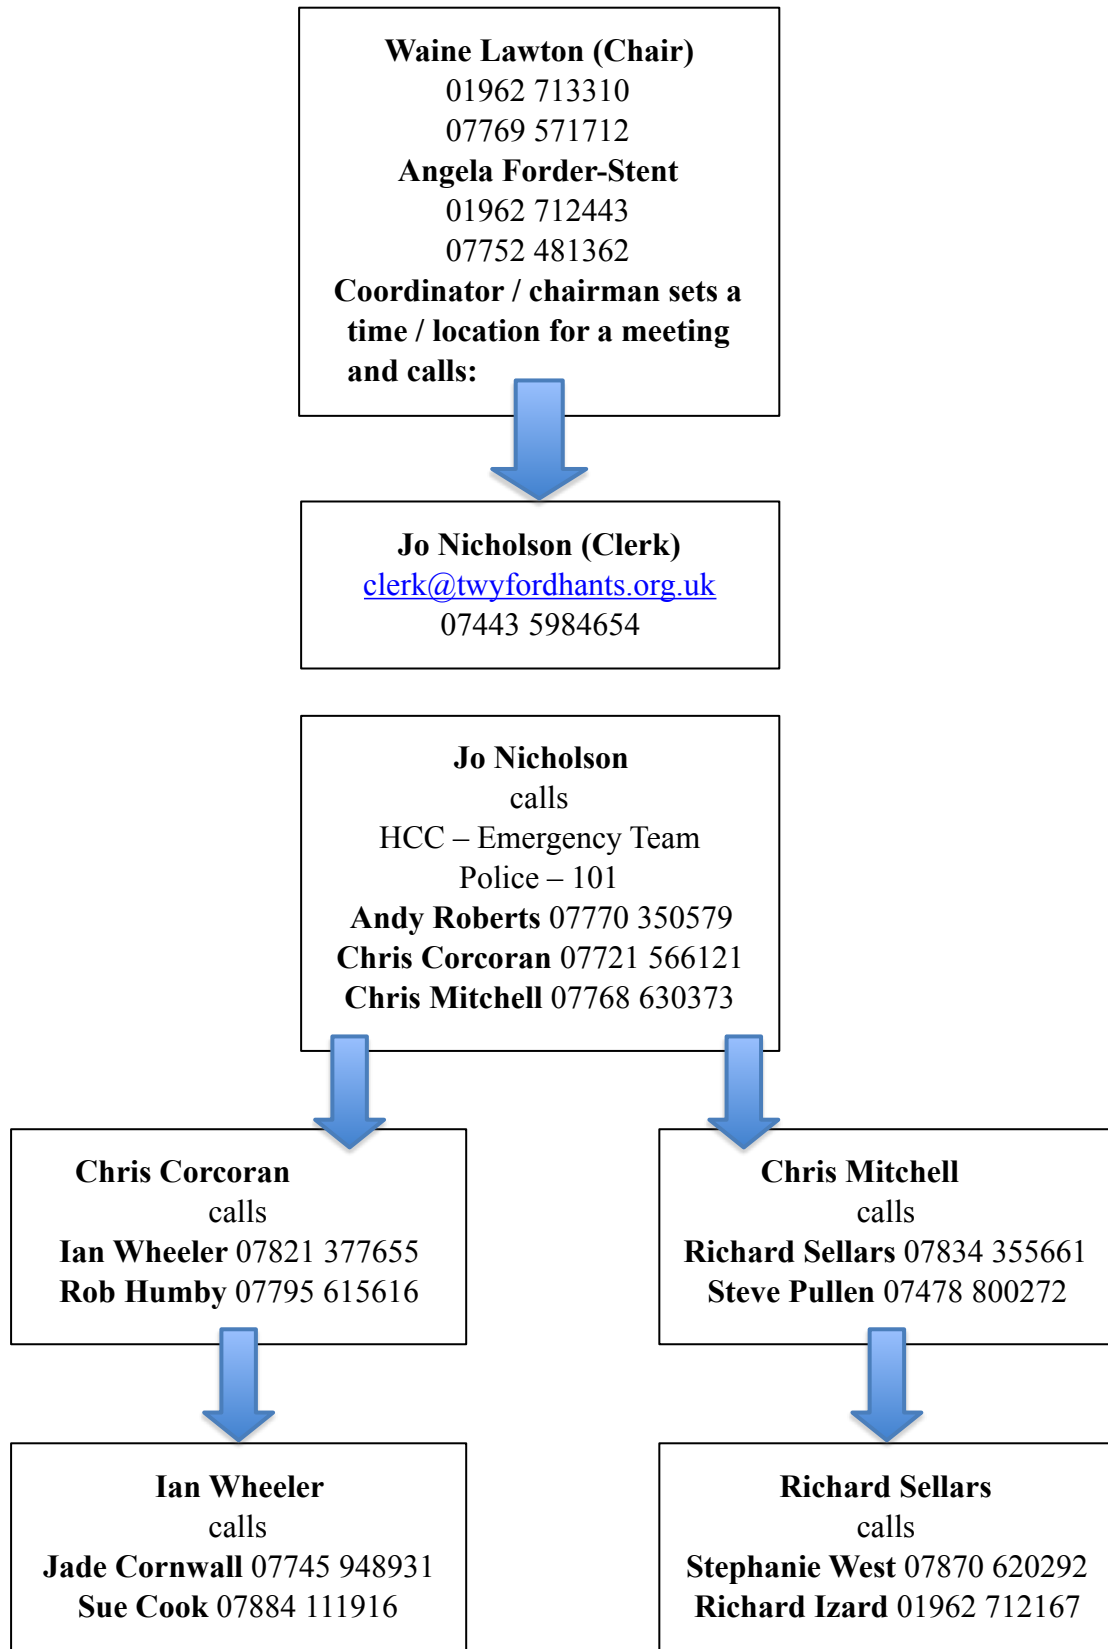 Waine Lawton (Chair)
01962 713310
07769 571712
Angela Forder-Stent
01962 712443
07752 481362
Coordinator / chairman sets a
time / location for a meeting
and calls:
Jo Nicholson (Clerk)
clerk@twyfordhants.org.uk
07443 5984654
Jo Nicholson
calls
HCC – Emergency Team
Police – 101
Andy Roberts 07770 350579
Chris Corcoran 07721 566121
Chris Mitchell 07768 630373
Chris Corcoran
calls
Ian Wheeler 07821 377655
Rob Humby 07795 615616
Chris Mitchell
calls
Richard Sellars 07834 355661
Steve Pullen 07478 800272
Ian Wheeler
calls
Jade Cornwall 07745 948931
Sue Cook 07884 111916
Richard Sellars
calls
Stephanie West 07870 620292
Richard Izard 01962 712167